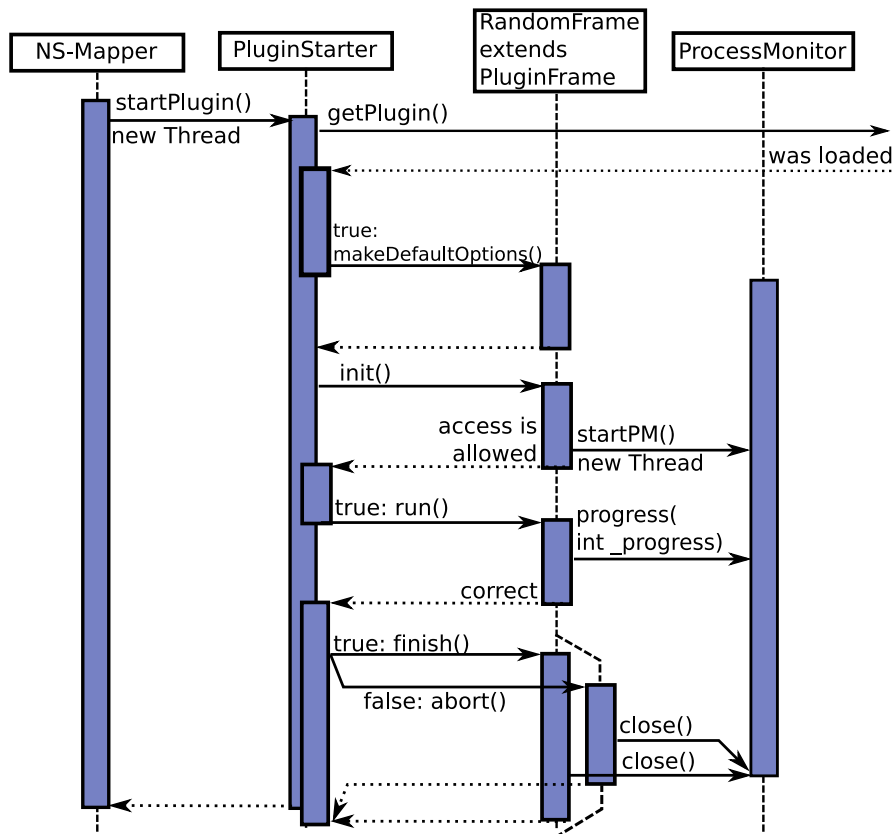 NS-Mapper
PluginStarter
RandomFrame
extends
PluginFrame
ProcessMonitor
startPlugin()
new Thread
getPlugin()
was loaded
true:
makeDefaultOptions()
init()
access is
allowed
startPM()
new Thread
true: run()
progress(
int _progress)
correct
true: finish()
false: abort()
close()
close()